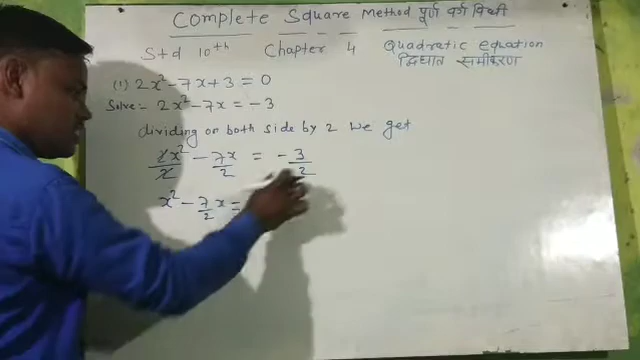 Complete Square Method पूर्ण वर्ग विधी
Std 10th Chapter 4 Quadretic equation
द्विघात समीकरण
(1) 2x² - 7x + 3 = 0
Solve:- 2x² - 7x = - 3
dividing on both side by 2 we get
2x²/2 - 7x/2 = - 3/2
x² - 7/2 x =